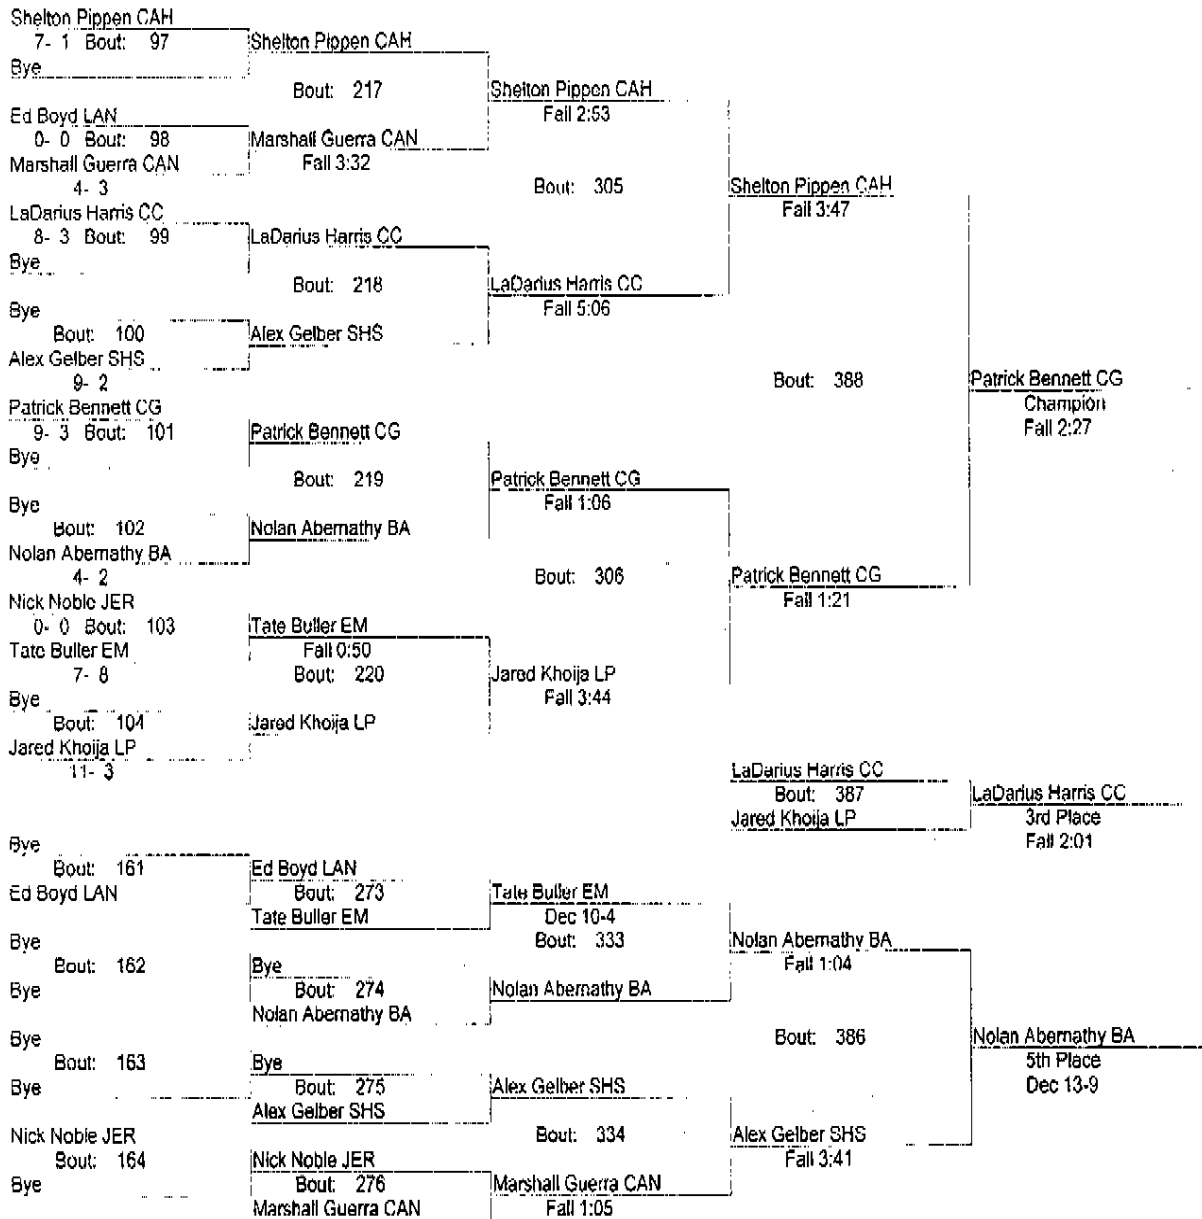 Shelton Pippen CAH
7- 1 Bout: 97
Bye
Ed Boyd LAN
0- 0 Bout: 98
Marshall Guerra CAN
4- 3
LaDarius Harris CC
8- 3 Bout: 99
Bye
Bye
Bout: 100
Alex Gelber SHS
9- 2
Patrick Bennett CG
9- 3 Bout: 101
Bye
Bye
Bout: 102
Nolan Abernathy BA
4- 2
Nick Noble JER
0- 0 Bout: 103
Tate Buller EM
7- 8
Bye
Bout: 104
Jared Khoija LP
11- 3
Shelton Pippen CAH
Bout: 217
Marshall Guerra CAN
Fall 3:32
LaDarius Harris CC
Bout: 218
Alex Gelber SHS
Patrick Bennett CG
Bout: 219
Nolan Abernathy BA
Tate Buller EM
Fall 0:50
Bout: 220
Jared Khoija LP
Shelton Pippen CAH
Fall 2:53
Bout: 305
LaDarius Harris CC
Fall 5:06
Patrick Bennett CG
Fall 1:06
Bout: 306
Jared Khoija LP
Fall 3:44
Shelton Pippen CAH
Fall 3:47
Bout: 388
Patrick Bennett CG
Fall 1:21
Patrick Bennett CG
Champion
Fall 2:27
LaDarius Harris CC
Bout: 387
Jared Khoija LP
LaDarius Harris CC
3rd Place
Fall 2:01
Bye
Bout: 161
Ed Boyd LAN
Bye
Bout: 162
Bye
Bye
Bout: 163
Bye
Nick Noble JER
Bout: 164
Bye
Ed Boyd LAN
Bout: 273
Tate Buller EM
Bye
Bout: 274
Nolan Abernathy BA
Bye
Bout: 275
Alex Gelber SHS
Nick Noble JER
Bout: 276
Marshall Guerra CAN
Tate Buller EM
Dec 10-4
Bout: 333
Nolan Abernathy BA
Alex Gelber SHS
Bout: 334
Marshall Guerra CAN
Fall 1:05
Nolan Abernathy BA
Fall 1:04
Bout: 386
Alex Gelber SHS
Fall 3:41
Nolan Abernathy BA
5th Place
Dec 13-9